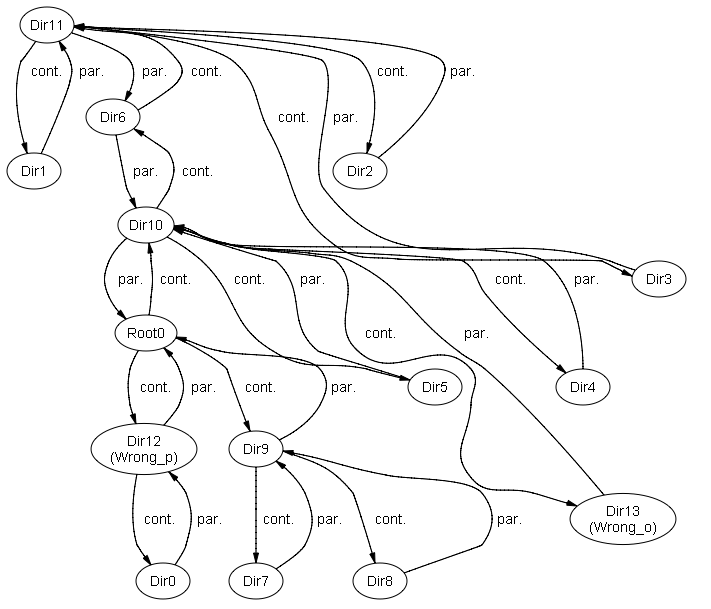 Dir11
cont.
par.
par.
cont.
cont.
par.
cont.
par.
Dir6
cont.
par.
Dir1
par.
cont.
Dir2
Dir10
par.
cont.
cont.
par.
cont.
par.
Dir3
Root0
cont.
par.
cont.
par.
cont.
par.
Dir5
Dir4
Dir12
(Wrong_p)
Dir9
Dir13
(Wrong_o)
cont.
par.
cont.
par.
cont.
par.
Dir0
Dir7
Dir8